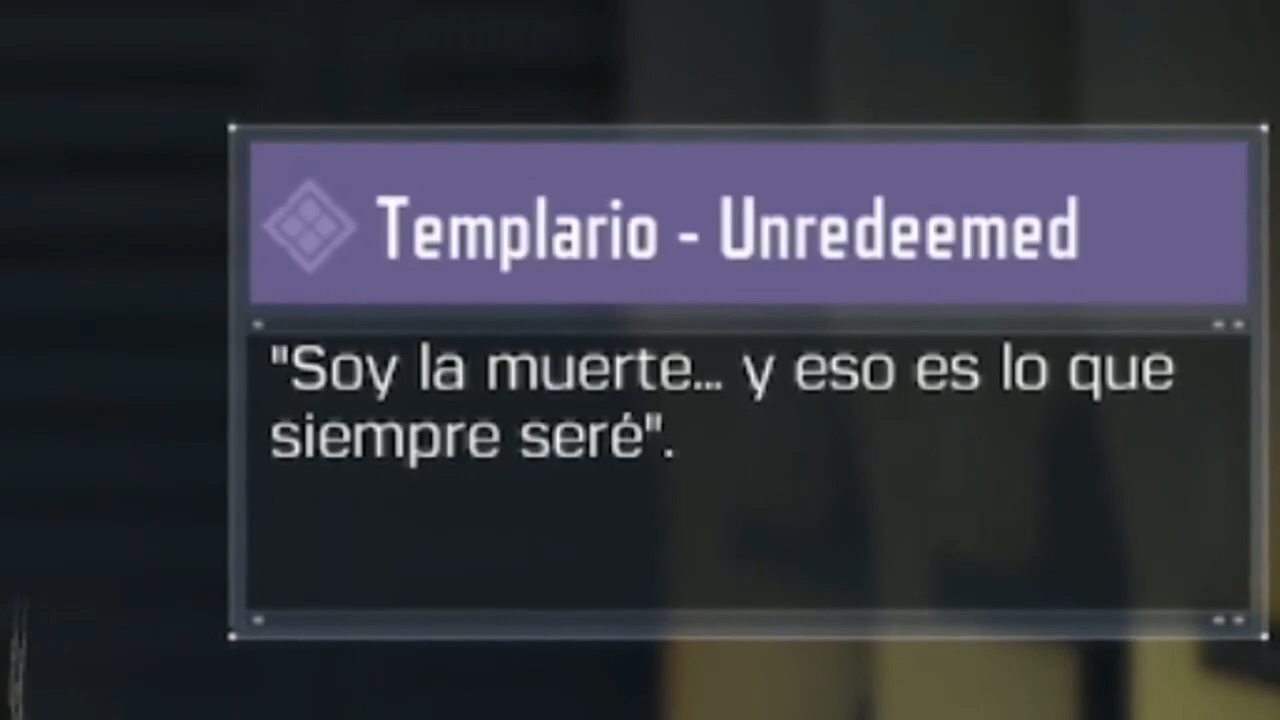 Templario - Unredeemed
"Soy la muerte... y eso es lo que
siempre seré".